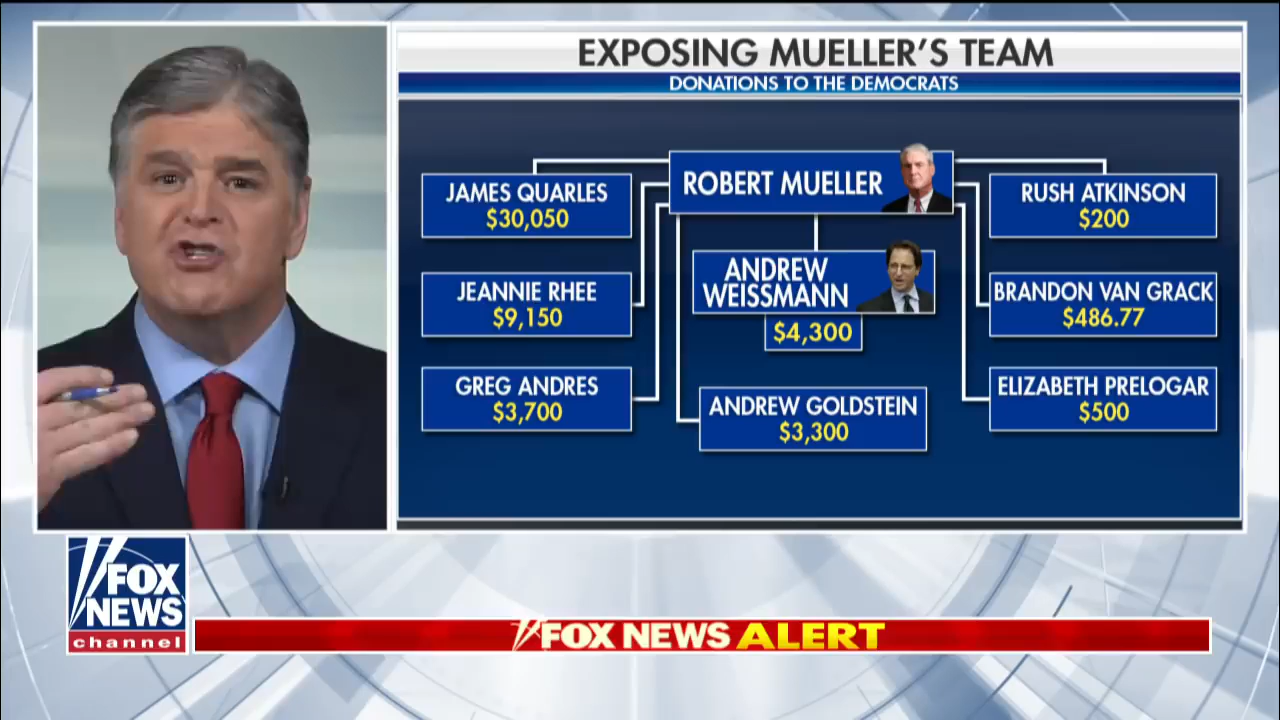 EXPOSING MUELLER'S TEAM
DONATIONS TO THE DEMOCRATS
ROBERT MUELLER
JAMES QUARLES
$30,050
JEANNIE RHEE
$9,150
GREG ANDRES
$3,700
ANDREW
WEISSMANN
$4,300
ANDREW GOLDSTEIN
$3,300
RUSH ATKINSON
$200
BRANDON VAN GRACK
$486.77
ELIZABETH PRELOGAR
$500
FOX
NEWS
channel
FOX NEWS ALERT